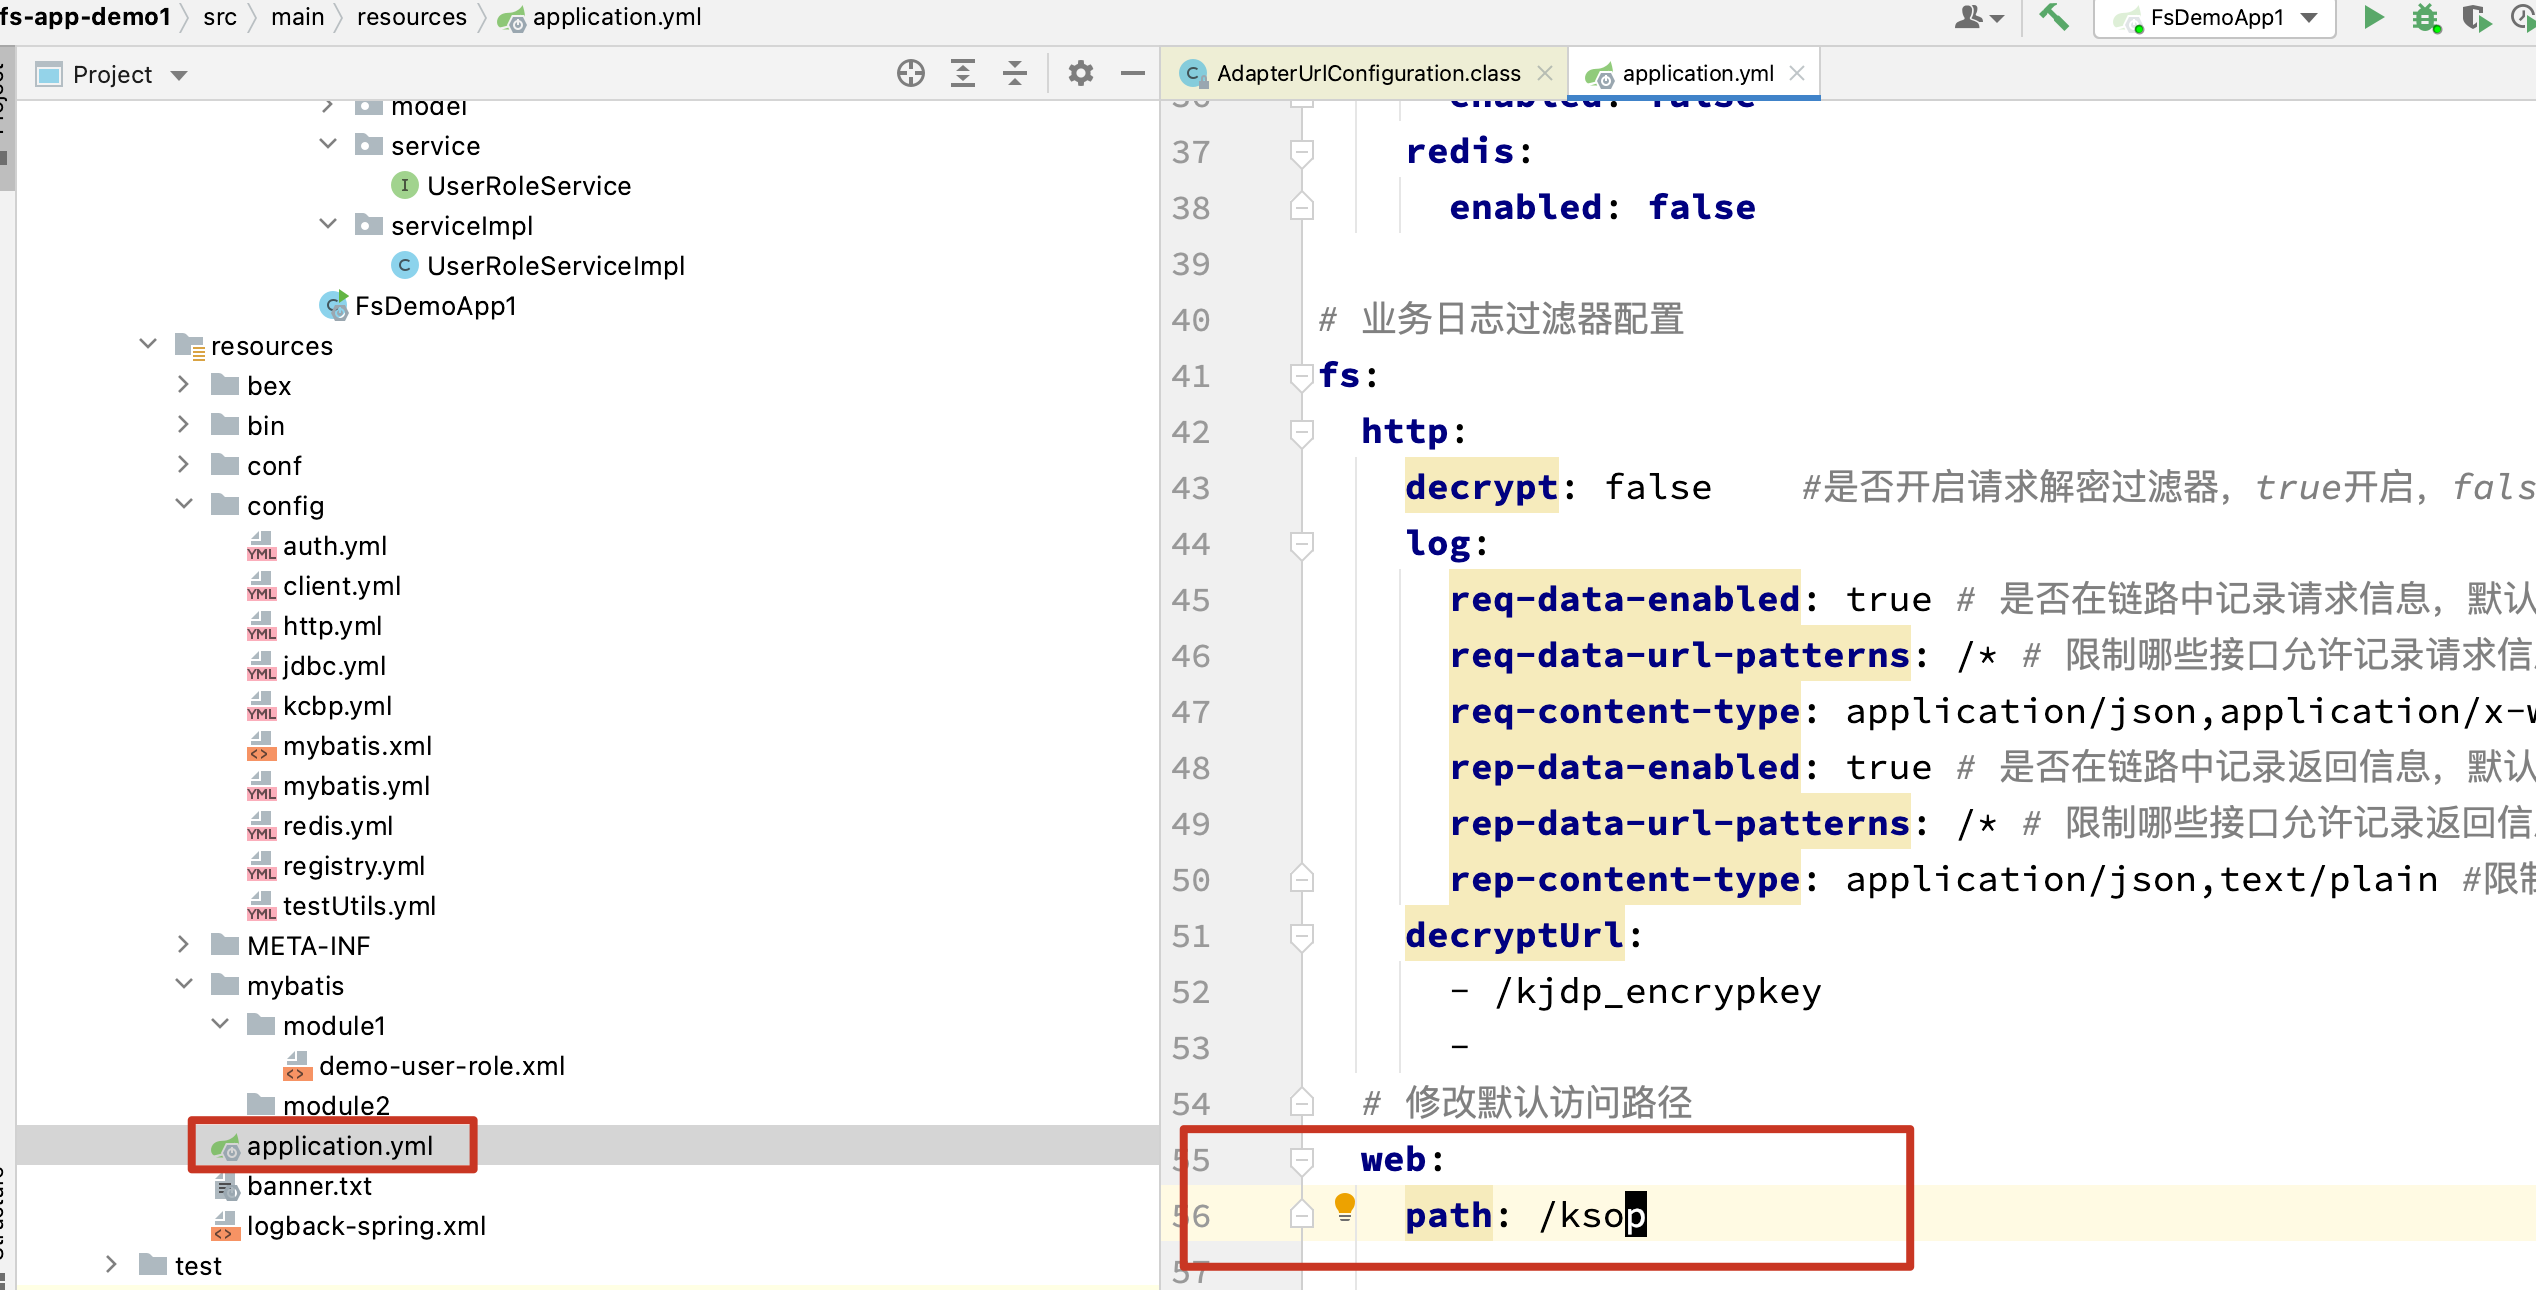 fs-app-demo1 src main resources application.yml
FsDemoApp1
Project
AdapterUrlConfiguration.class
application.yml
model
service
UserRoleService
serviceImpl
UserRoleServiceImpl
FsDemoApp1
resources
bex
bin
conf
config
auth.yml
client.yml
http.yml
jdbc.yml
kcbp.yml
mybatis.xml
mybatis.yml
redis.yml
registry.yml
testUtils.yml
META-INF
mybatis
module1
demo-user-role.xml
module2
application.yml
banner.txt
logback-spring.xml
test
36 enabled: false
37 redis:
38 enabled: false
39
40 # 业务日志过滤器配置
41 fs:
42 http:
43 decrypt: false #是否开启请求解密过滤器，true开启，fals
44 log:
45 req-data-enabled: true # 是否在链路中记录请求信息，默认
46 req-data-url-patterns: /* # 限制哪些接口允许记录请求信
47 req-content-type: application/json,application/x-w
48 rep-data-enabled: true # 是否在链路中记录返回信息，默认
49 rep-data-url-patterns: /* # 限制哪些接口允许记录返回信
50 rep-content-type: application/json,text/plain #限制
51 decryptUrl:
52 - /kjdp_encrypkey
53 -
54 # 修改默认访问路径
55 web:
56 path: /ksop
57